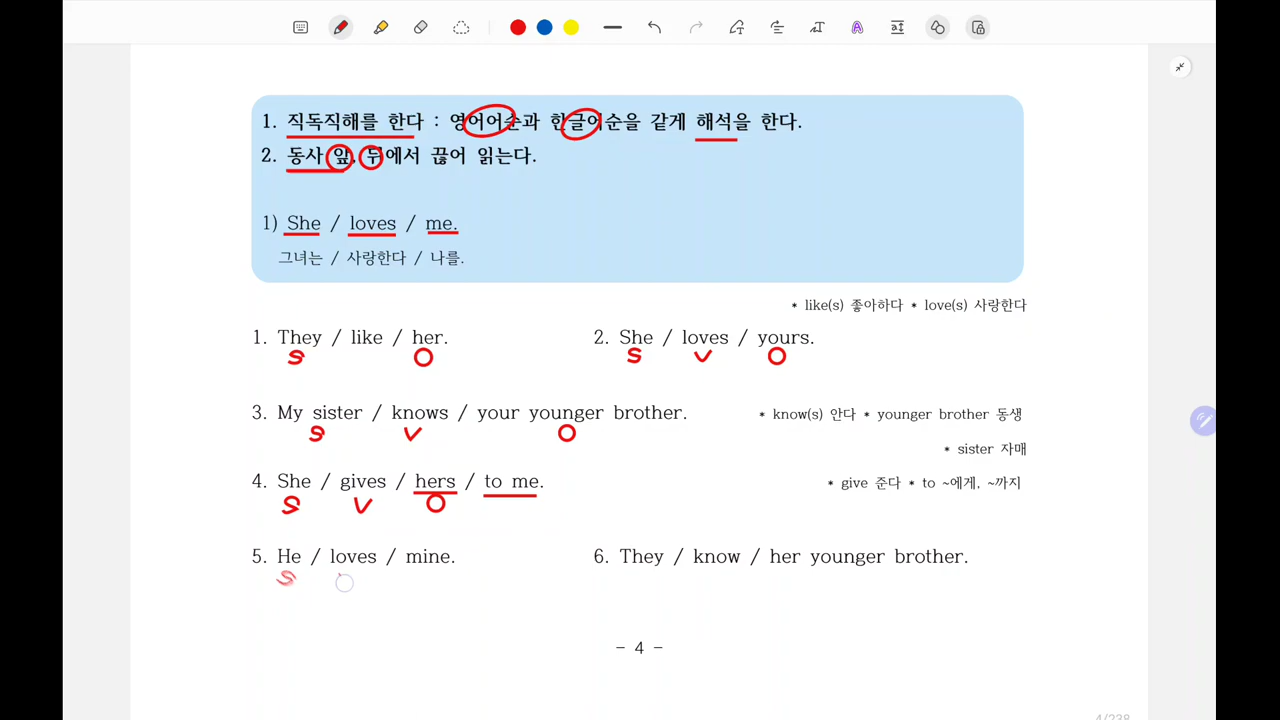 1. 직독직해를 한다 : 영어어순과 한글어순을 같게 해석을 한다.
2. 동사 앞, 뒤에서 끊어 읽는다.
1) She / loves / me.
그녀는 / 사랑한다 / 나를.
* like(s) 좋아하다 * love(s) 사랑한다
1. They / like / her. 2. She / loves / yours.
S O S V O
3. My sister / knows / your younger brother. * know(s) 안다 * younger brother 동생
S V O
* sister 자매
4. She / gives / hers / to me. * give 준다 * to ~에게, ~까지
S V O
5. He / loves / mine. 6. They / know / her younger brother.
S
- 4 -
4/238